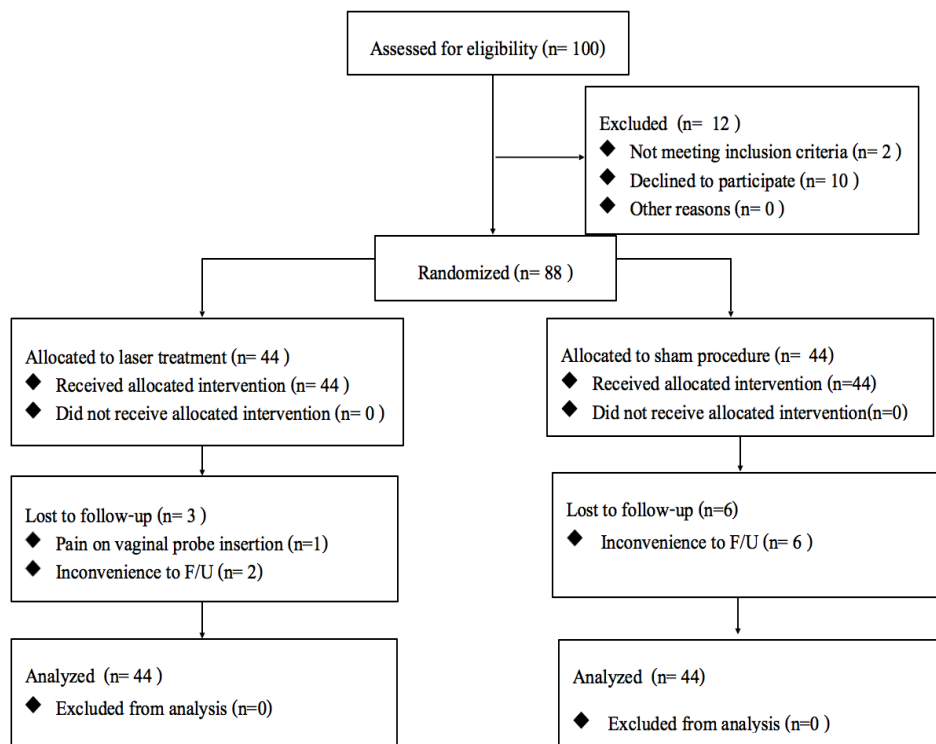 Assessed for eligibility (n= 100)
Excluded (n= 12 )
◆ Not meeting inclusion criteria (n= 2 )
◆ Declined to participate (n= 10 )
◆ Other reasons (n= 0 )
Randomized (n= 88 )
Allocated to laser treatment (n= 44 )
◆ Received allocated intervention (n= 44 )
◆ Did not receive allocated intervention (n= 0 )
Allocated to sham procedure (n= 44)
◆ Received allocated intervention (n=44)
◆ Did not receive allocated intervention(n=0)
Lost to follow-up (n= 3 )
◆ Pain on vaginal probe insertion (n=1)
◆ Inconvenience to F/U (n= 2)
Lost to follow-up (n=6)
◆ Inconvenience to F/U (n= 6 )
Analyzed (n= 44 )
◆ Excluded from analysis (n=0)
Analyzed (n= 44)
◆ Excluded from analysis (n=0 )